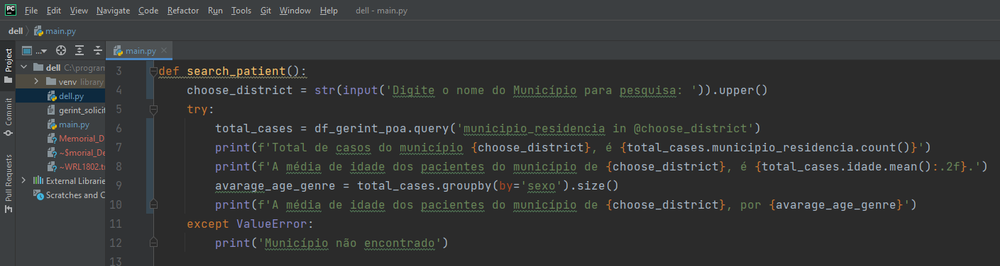 PC File Edit View Navigate Code Refactor Run Tools Git Window Help dell - main.py
dell main.py
Project
Commit
Pull Requests
...
dell C:\program
venv library
dell.py
gerint_solicit
main.py
Memorial_D
~$morial_De
~WRL1802.t
External Librarie
Scratches and C
main.py
3 def search_patient():
4 choose_district = str(input('Digite o nome do Município para pesquisa: ')).upper()
5 try:
6 total_cases = df_gerint_poa.query('municipio_residencia in @choose_district')
7 print(f'Total de casos do município {choose_district}, é {total_cases.municipio_residencia.count()}')
8 print(f'A média de idade dos pacientes do município de {choose_district}, é {total_cases.idade.mean():.2f}.')
9 avarage_age_genre = total_cases.groupby(by='sexo').size()
10 print(f'A média de idade dos pacientes do município de {choose_district}, por {avarage_age_genre}')
11 except ValueError:
12 print('Município não encontrado')
13